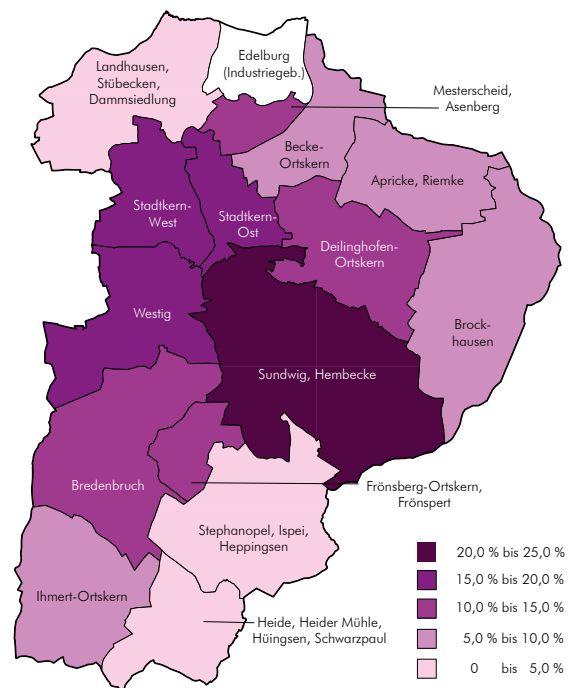 Edelburg
(Industriegeb.)
Landhausen,
Stübecken,
Dammsiedlung
Mesterscheid,
Asenberg
Becke-
Ortskern
Apricke, Riemke
Stadtkern-
West
Stadtkern-
Ost
Deilinghofen-
Ortskern
Westig
Brock-
hausen
Sundwig, Hembecke
Bredenbruch
Frönsberg-Ortskern,
Frönspert
Stephanopel, Ispei,
Heppingsen
Ihmert-Ortskern
Heide, Heider Mühle,
Hüingsen, Schwarzpaul
20,0 % bis 25,0 %
15,0 % bis 20,0 %
10,0 % bis 15,0 %
5,0 % bis 10,0 %
0 bis 5,0 %